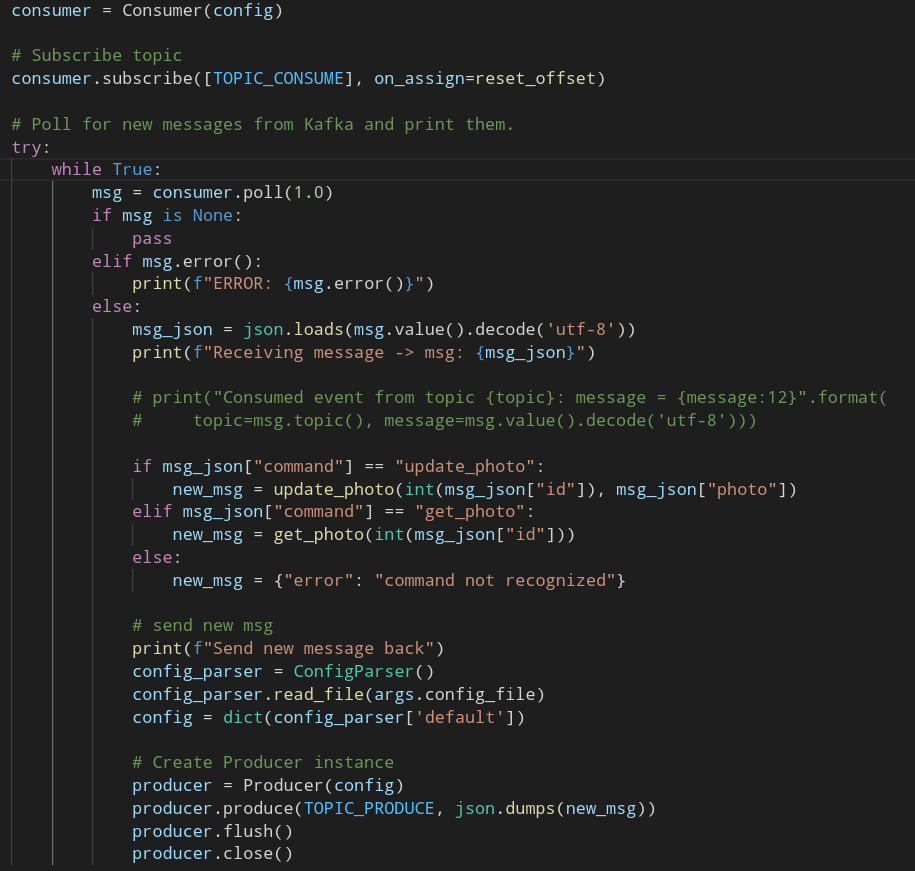 consumer = Consumer(config)

# Subscribe topic
consumer.subscribe([TOPIC_CONSUME], on_assign=reset_offset)

# Poll for new messages from Kafka and print them.
try:
    while True:
        msg = consumer.poll(1.0)
        if msg is None:
            pass
        elif msg.error():
            print(f"ERROR: {msg.error()}")
        else:
            msg_json = json.loads(msg.value().decode('utf-8'))
            print(f"Receiving message -> msg: {msg_json}")

            # print("Consumed event from topic {topic}: message = {message:12}".format(
            #     topic=msg.topic(), message=msg.value().decode('utf-8')))

            if msg_json["command"] == "update_photo":
                new_msg = update_photo(int(msg_json["id"]), msg_json["photo"])
            elif msg_json["command"] == "get_photo":
                new_msg = get_photo(int(msg_json["id"]))
            else:
                new_msg = {"error": "command not recognized"}

            # send new msg
            print(f"Send new message back")
            config_parser = ConfigParser()
            config_parser.read_file(args.config_file)
            config = dict(config_parser['default'])

            # Create Producer instance
            producer = Producer(config)
            producer.produce(TOPIC_PRODUCE, json.dumps(new_msg))
            producer.flush()
            producer.close()